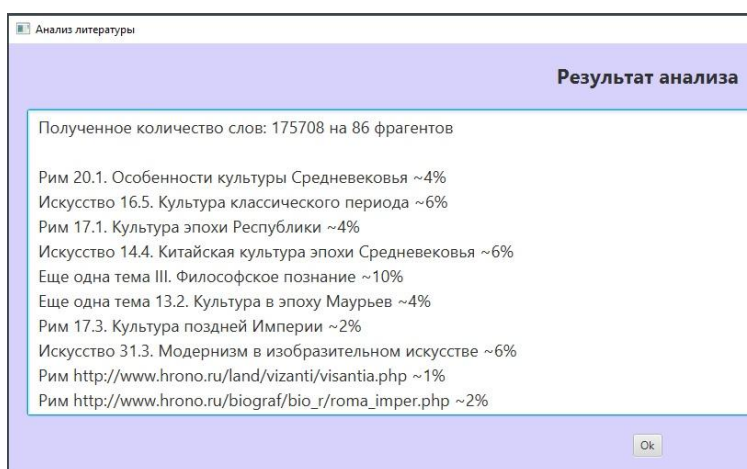 Анализ литературы
Результат анализа
Полученное количество слов: 175708 на 86 фрагентов
Рим 20.1. Особенности культуры Средневековья ~4%
Искусство 16.5. Культура классического периода ~6%
Рим 17.1. Культура эпохи Республики ~4%
Искусство 14.4. Китайская культура эпохи Средневековья ~6%
Еще одна тема III. Философское познание ~10%
Еще одна тема 13.2. Культура в эпоху Маурьев ~4%
Рим 17.3. Культура поздней Империи ~2%
Искусство 31.3. Модернизм в изобразительном искусстве ~6%
Рим http://www.hrono.ru/land/vizanti/visantia.php ~1%
Рим http://www.hrono.ru/biograf/bio_r/roma_imper.php ~2%
Ok